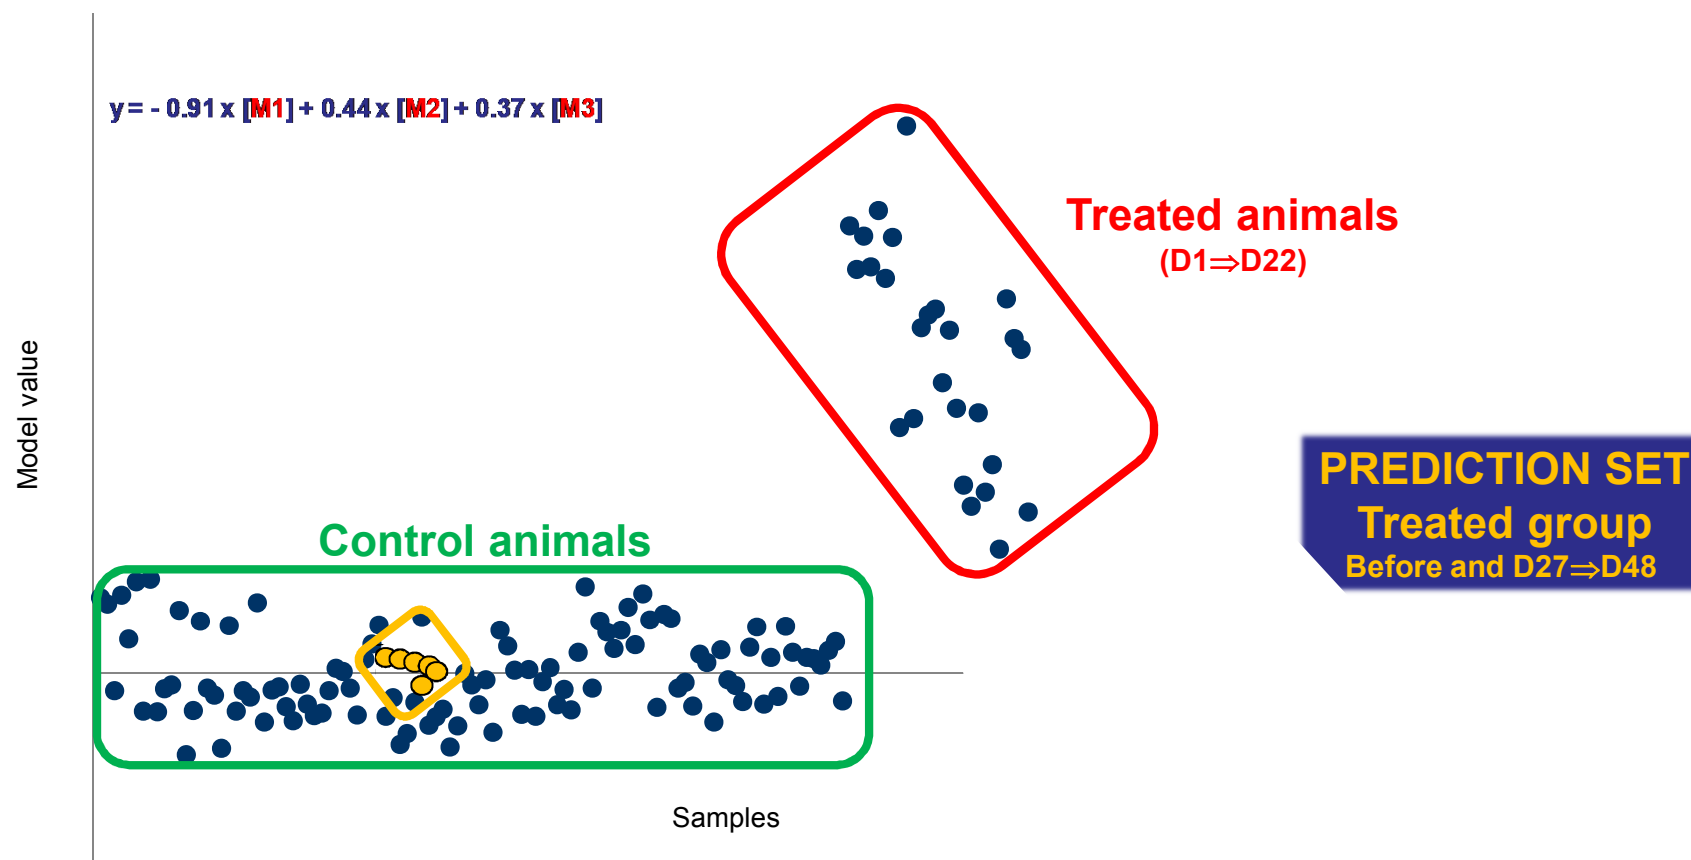 y = - 0.91 x [M1] + 0.44 x [M2] + 0.37 x [M3]
Treated animals
(D1⇒D22)
Model value
PREDICTION SET
Treated group
Before and D27⇒D48
Control animals
Samples